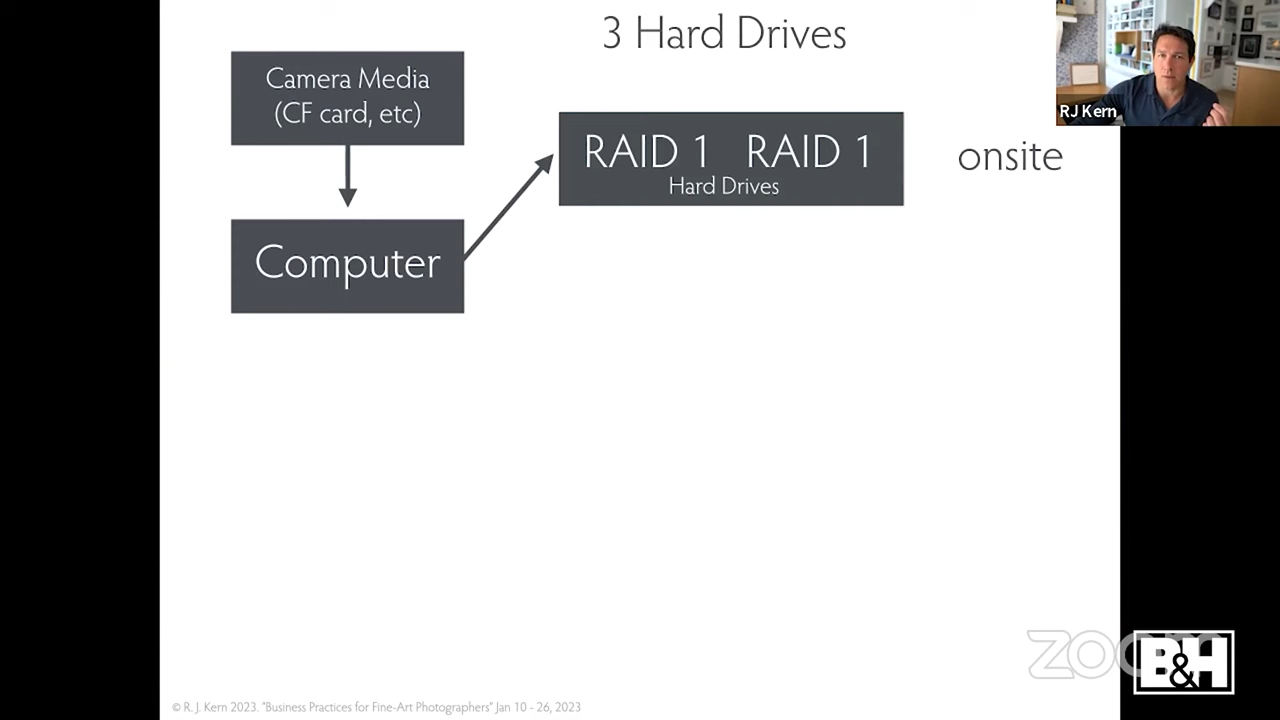 3 Hard Drives
Camera Media
(CF card, etc)
RJ Kern
RAID 1 RAID 1
Hard Drives
onsite
Computer
zoom
B&H
© R. J. Kern 2023. "Business Practices for Fine-Art Photographers" Jan 10 - 26, 2023